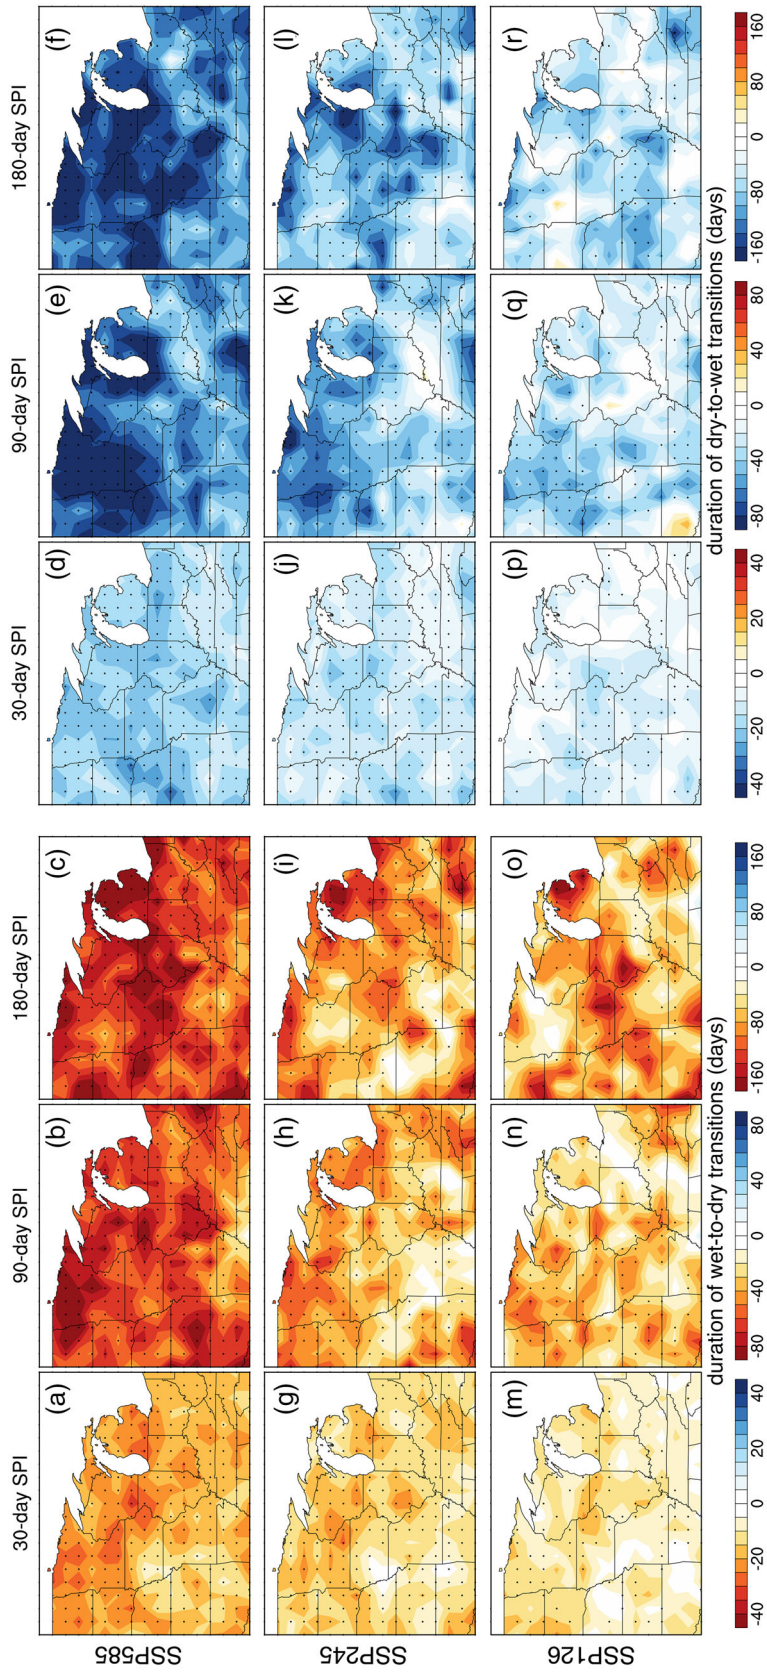 30-day SPI 90-day SPI 180-day SPI 30-day SPI 90-day SPI 180-day SPI
SSP585 (a) (b) (c) (d) (e) (f)
SSP245 (g) (h) (i) (j) (k) (l)
SSP126 (m) (n) (o) (p) (q) (r)
duration of wet-to-dry transitions (days) duration of dry-to-wet transitions (days)
-40 -20 0 20 40 -80 -40 0 40 80 -160 -80 0 80 160 -40 -20 0 20 40 -80 -40 0 40 80 -160 -80 0 80 160